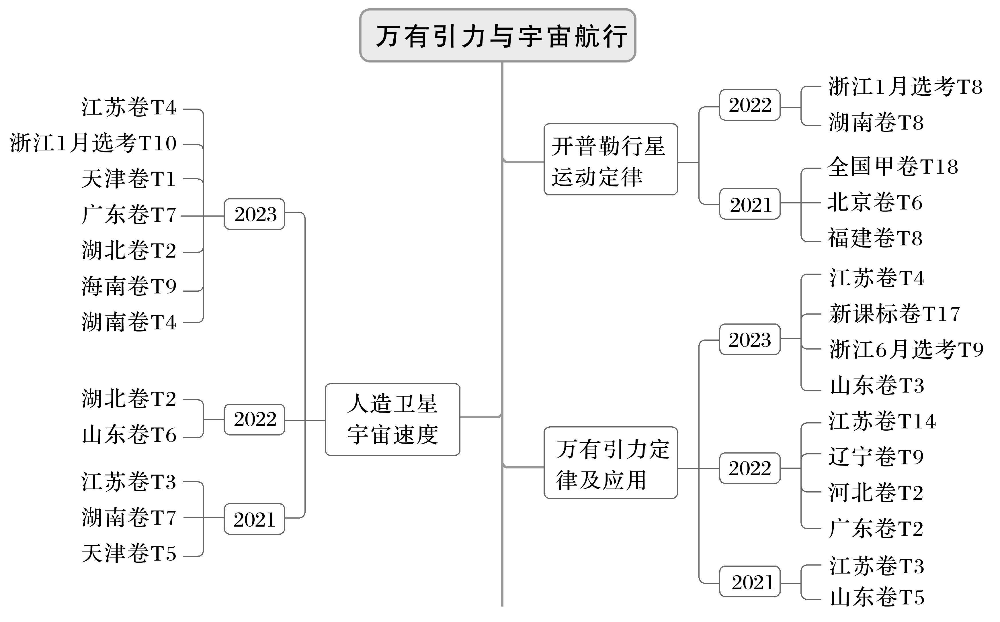 万有引力与宇宙航行
开普勒行星
运动定律
2022
浙江1月选考T8
湖南卷T8
2021
全国甲卷T18
北京卷T6
福建卷T8
人造卫星
宇宙速度
2023
江苏卷T4
浙江1月选考T10
天津卷T1
广东卷T7
湖北卷T2
海南卷T9
湖南卷T4
2022
湖北卷T2
山东卷T6
2021
江苏卷T3
湖南卷T7
天津卷T5
万有引力定
律及应用
2023
江苏卷T4
新课标卷T17
浙江6月选考T9
山东卷T3
2022
江苏卷T14
辽宁卷T9
河北卷T2
广东卷T2
2021
江苏卷T3
山东卷T5